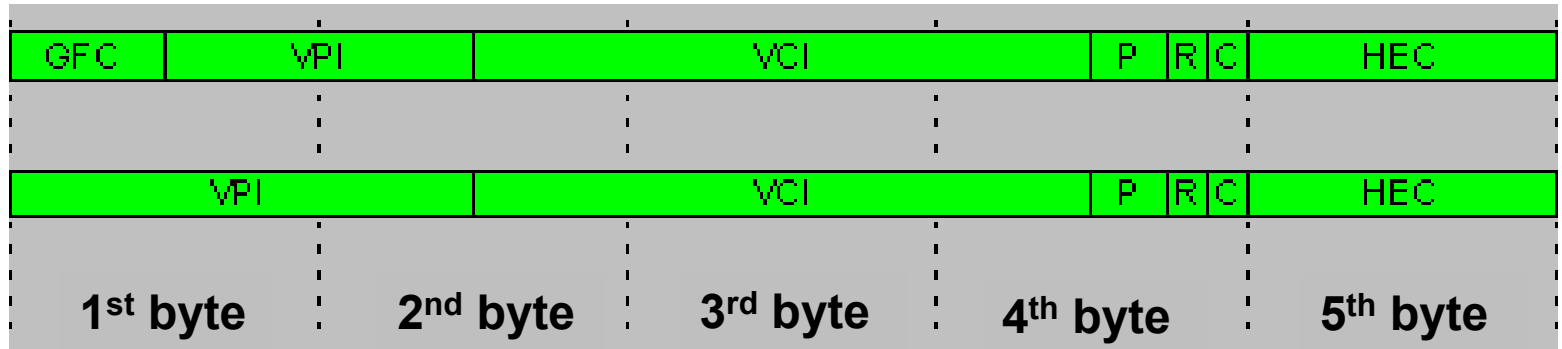 GFC VPI VCI P R C HEC
VPI VCI P R C HEC
1st byte 2nd byte 3rd byte 4th byte 5th byte